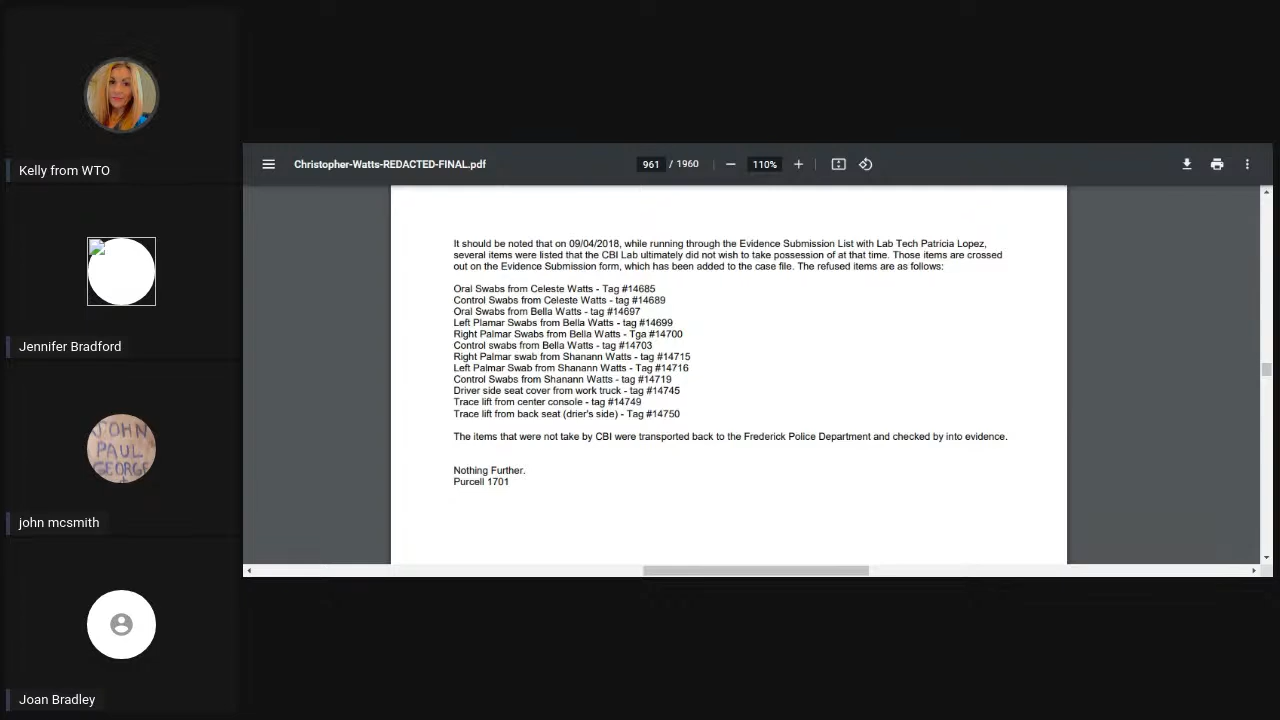 Kelly from WTO
Jennifer Bradford
JOHN
PAUL
GEORGE
john mcsmith
Joan Bradley
Christopher-Watts-REDACTED-FINAL.pdf
961 / 1960
110%
It should be noted that on 09/04/2018, while running through the Evidence Submission List with Lab Tech Patricia Lopez,
several items were listed that the CBI Lab ultimately did not wish to take possession of at that time. Those items are crossed
out on the Evidence Submission form, which has been added to the case file. The refused items are as follows:
Oral Swabs from Celeste Watts - Tag #14685
Control Swabs from Celeste Watts - tag #14689
Oral Swabs from Bella Watts - tag #14697
Left Plamar Swabs from Bella Watts - tag #14699
Right Palmar Swabs from Bella Watts - Tga #14700
Control swabs from Bella Watts - tag #14703
Right Palmar swab from Shanann Watts - tag #14715
Left Palmar Swab from Shanann Watts - Tag #14716
Control Swabs from Shanann Watts - tag #14719
Driver side seat cover from work truck - tag #14745
Trace lift from center console - tag #14749
Trace lift from back seat (drier's side) - Tag #14750
The items that were not take by CBI were transported back to the Frederick Police Department and checked by into evidence.
Nothing Further.
Purcell 1701